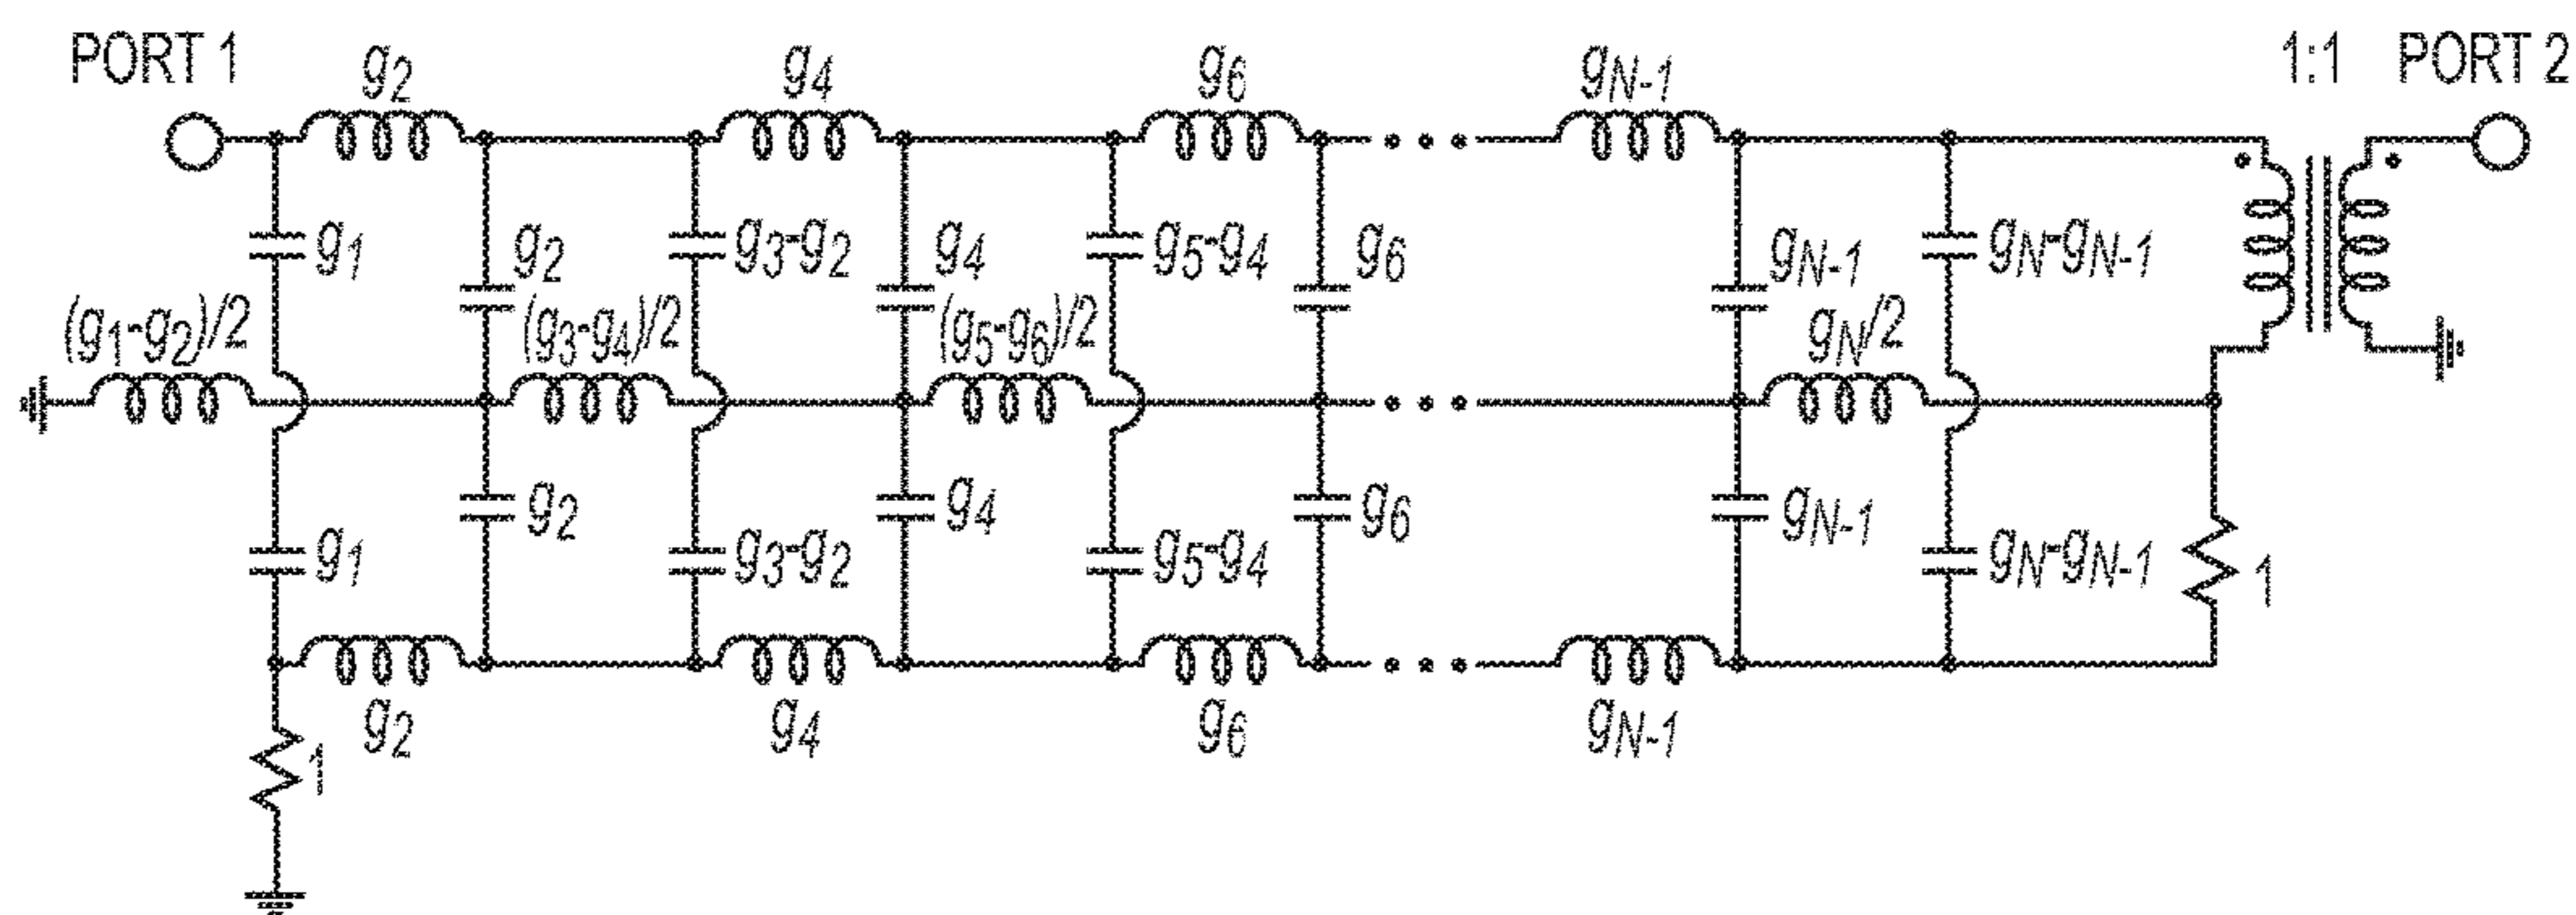 PORT 1 g2 g4 g6 gN-1 1:1 PORT 2
g1 g2 g3-g2 g4 g5-g4 g6 gN-1 gN-gN-1
(g1-g2)/2 (g3-g4)/2 (g5-g6)/2 gN/2
g1 g2 g3-g2 g4 g5-g4 g6 gN-1 gN-gN-1 1
1 g2 g4 g6 gN-1